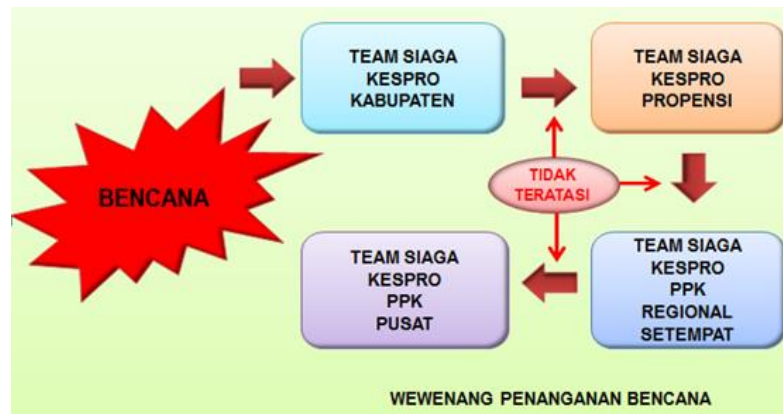 TEAM SIAGA
KESPRO
KABUPATEN
TEAM SIAGA
KESPRO
PROPENSI
BENCANA
TIDAK
TERATASI
TEAM SIAGA
KESPRO
PPK
PUSAT
TEAM SIAGA
KESPRO
PPK
REGIONAL
SETEMPAT
WEWENANG PENANGANAN BENCANA